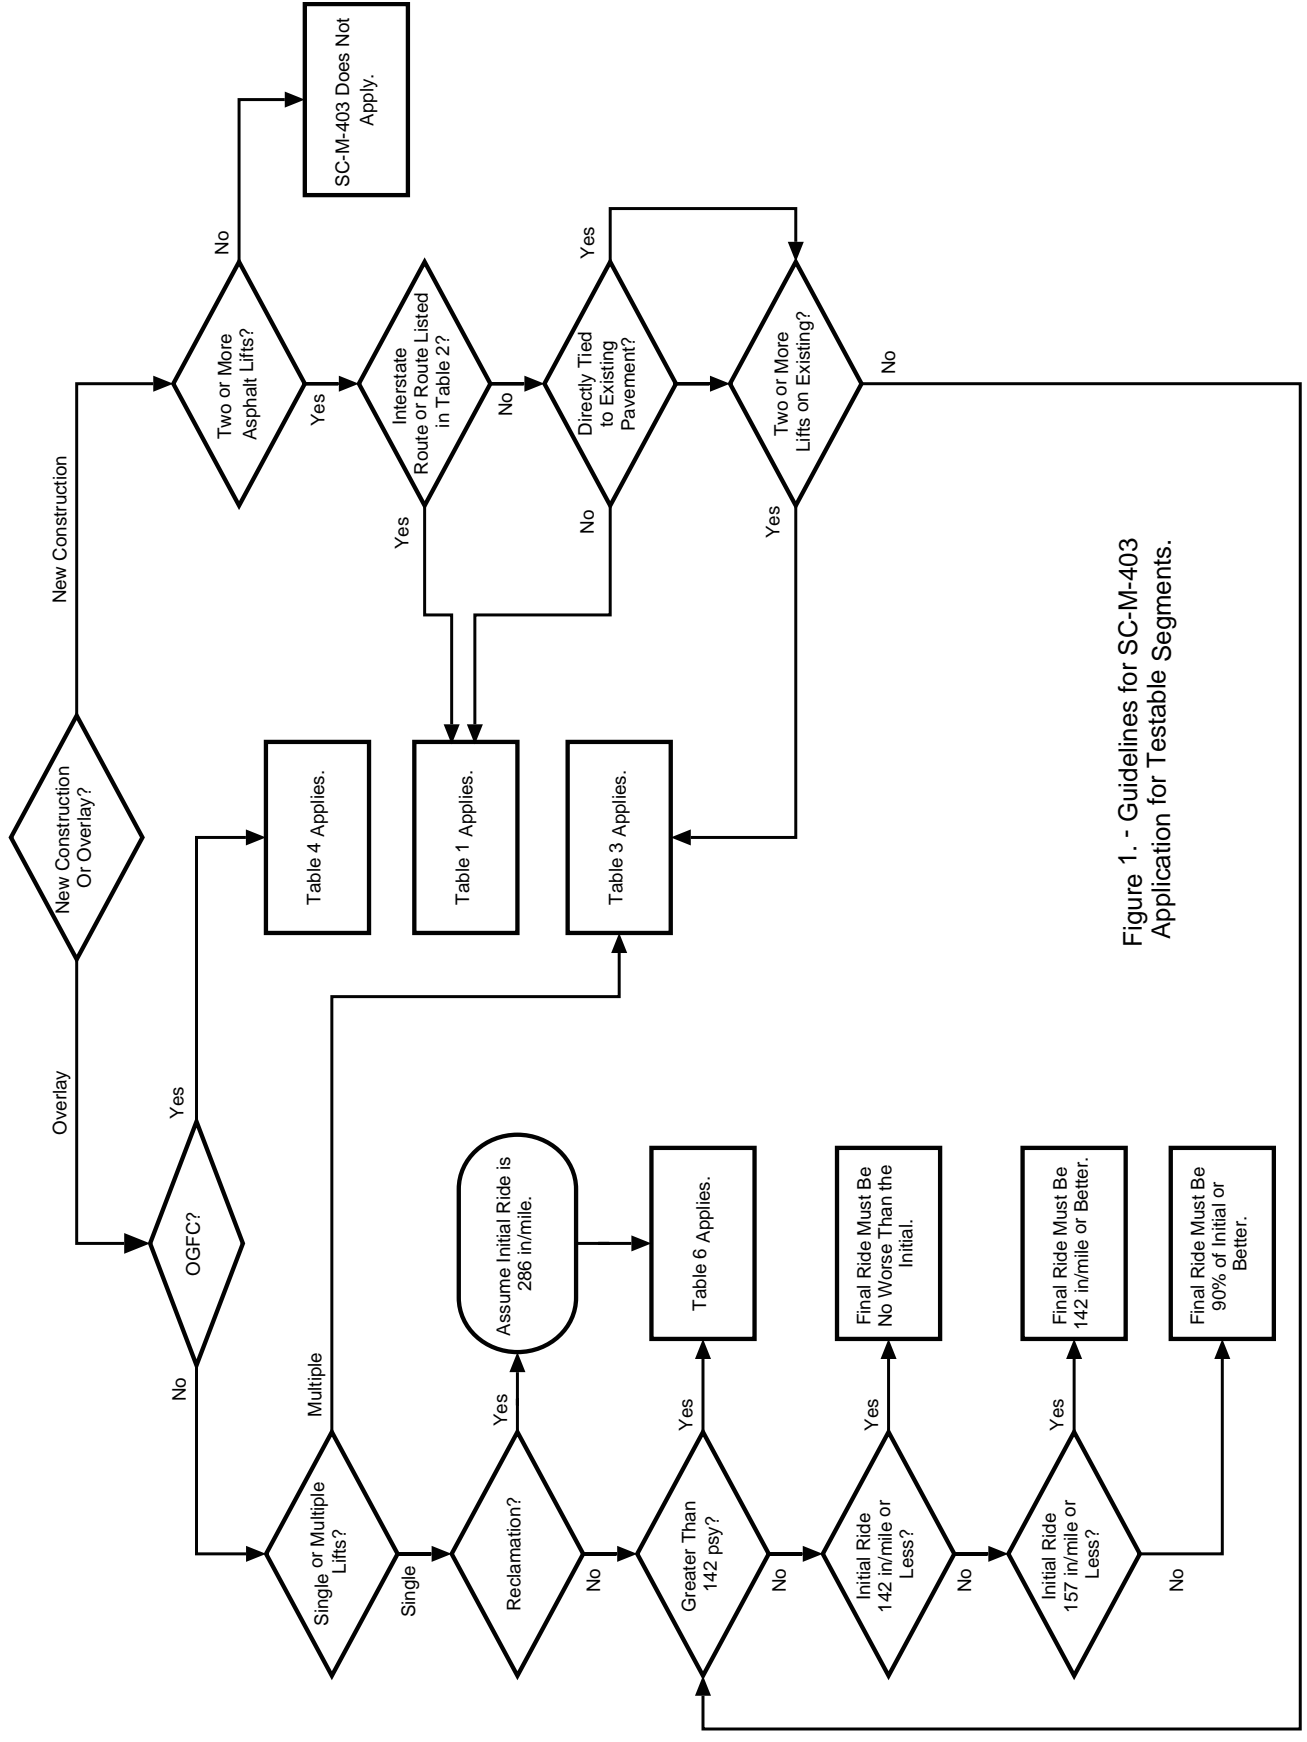 New Construction
Or Overlay?
Overlay
New Construction
OGFC?
Yes
No
Two or More
Asphalt Lifts?
No
Yes
SC-M-403 Does Not
Apply.
Table 4 Applies.
Single or Multiple
Lifts?
Multiple
Single
Interstate
Route or Route Listed
in Table 2?
Yes
No
Table 1 Applies.
Reclamation?
Yes
No
Assume Initial Ride is
286 in/mile.
Directly Tied
to Existing
Pavement?
Yes
No
Table 3 Applies.
Greater Than
142 psy?
Yes
No
Table 6 Applies.
Two or More
Lifts on Existing?
Yes
No
Initial Ride
142 in/mile or
Less?
Yes
No
Final Ride Must Be
No Worse Than the
Initial.
Initial Ride
157 in/mile or
Less?
Yes
No
Final Ride Must Be
142 in/mile or Better.
Final Ride Must Be
90% of Initial or
Better.
Figure 1. - Guidelines for SC-M-403
Application for Testable Segments.